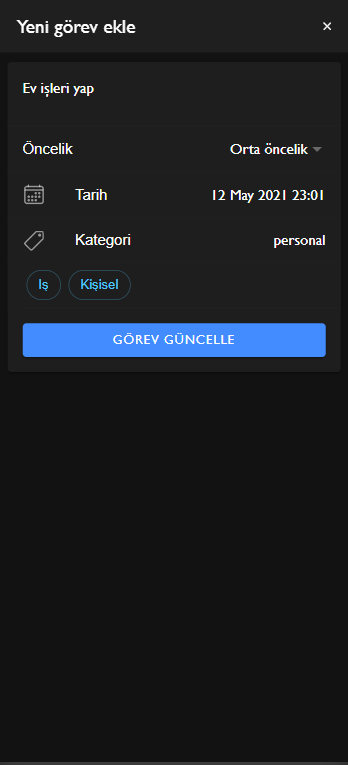 Yeni görev ekle
Ev işleri yap
Öncelik Orta öncelik
Tarih 12 May 2021 23:01
Kategori personal
Iş Kişisel
GÖREV GÜNCELLE